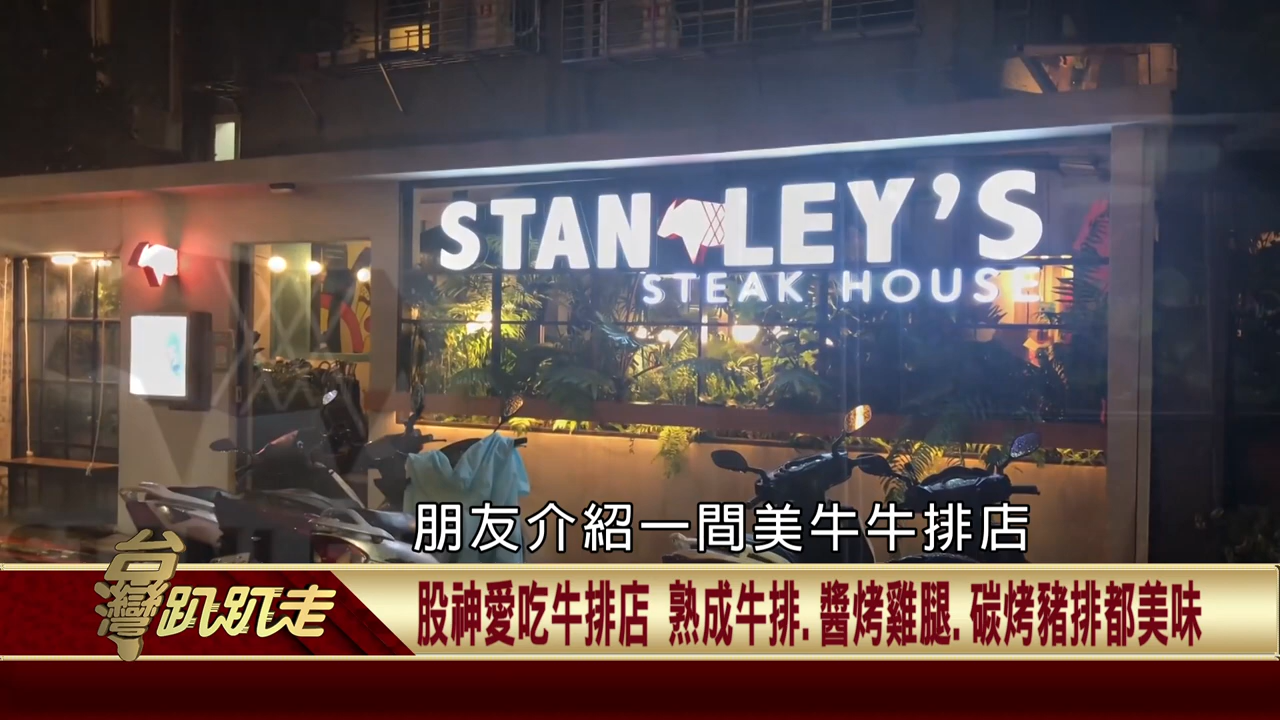 STANLEY'S
STEAK HOUSE
朋友介紹一間美牛牛排店
台灣趴趴走
股神愛吃牛排店 熟成牛排.醬烤雞腿.碳烤豬排都美味